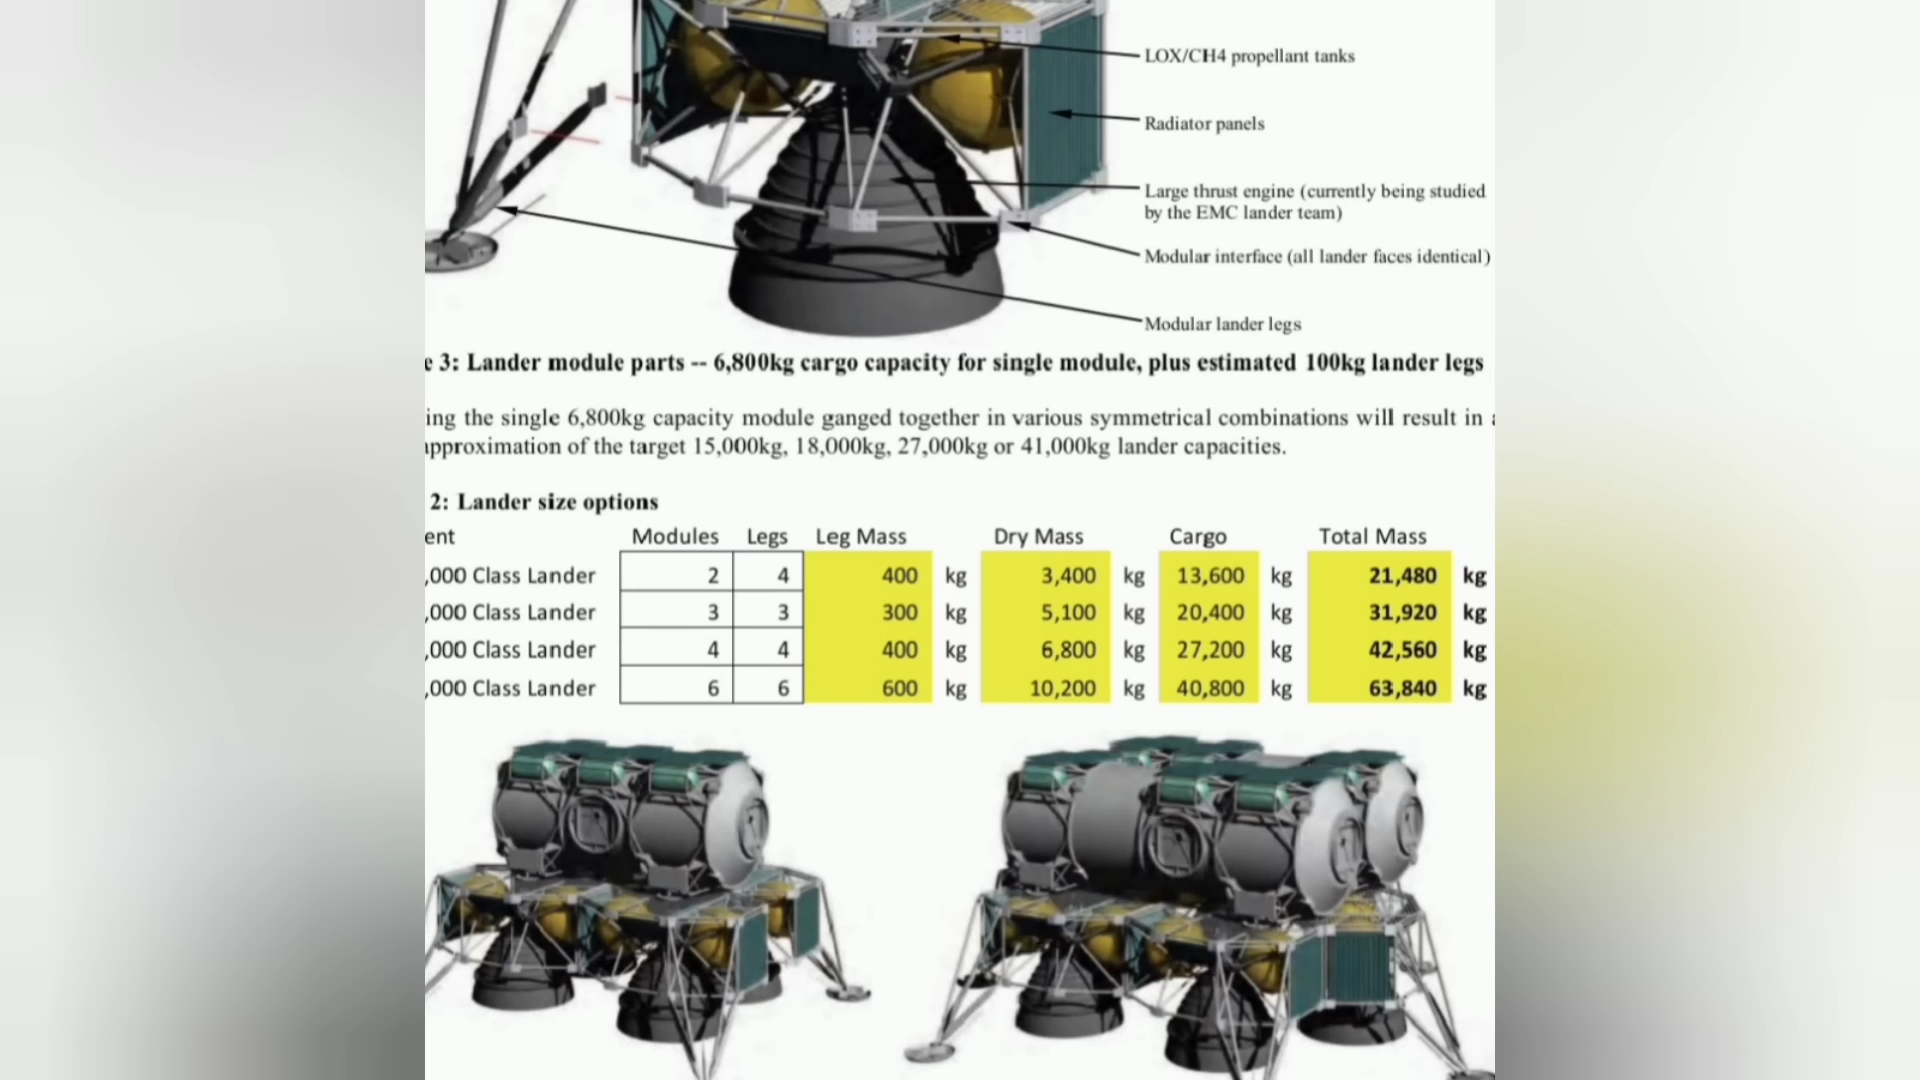 LOX/CH4 propellant tanks
Radiator panels
Large thrust engine (currently being studied
by the EMC lander team)
Modular interface (all lander faces identical)
Modular lander legs
3: Lander module parts -- 6,800kg cargo capacity for single module, plus estimated 100kg lander legs
the single 6,800kg capacity module ganged together in various symmetrical combinations will result in
of the target 15,000kg, 18,000kg, 27,000kg or 41,000kg lander capacities.
2: Lander size options
Modules Legs Leg Mass Dry Mass Cargo Total Mass
,000 Class Lander 2 4 400 kg 3,400 kg 13,600 kg 21,480 kg
,000 Class Lander 3 3 300 kg 5,100 kg 20,400 kg 31,920 kg
,000 Class Lander 4 4 400 kg 6,800 kg 27,200 kg 42,560 kg
,000 Class Lander 6 6 600 kg 10,200 kg 40,800 kg 63,840 kg